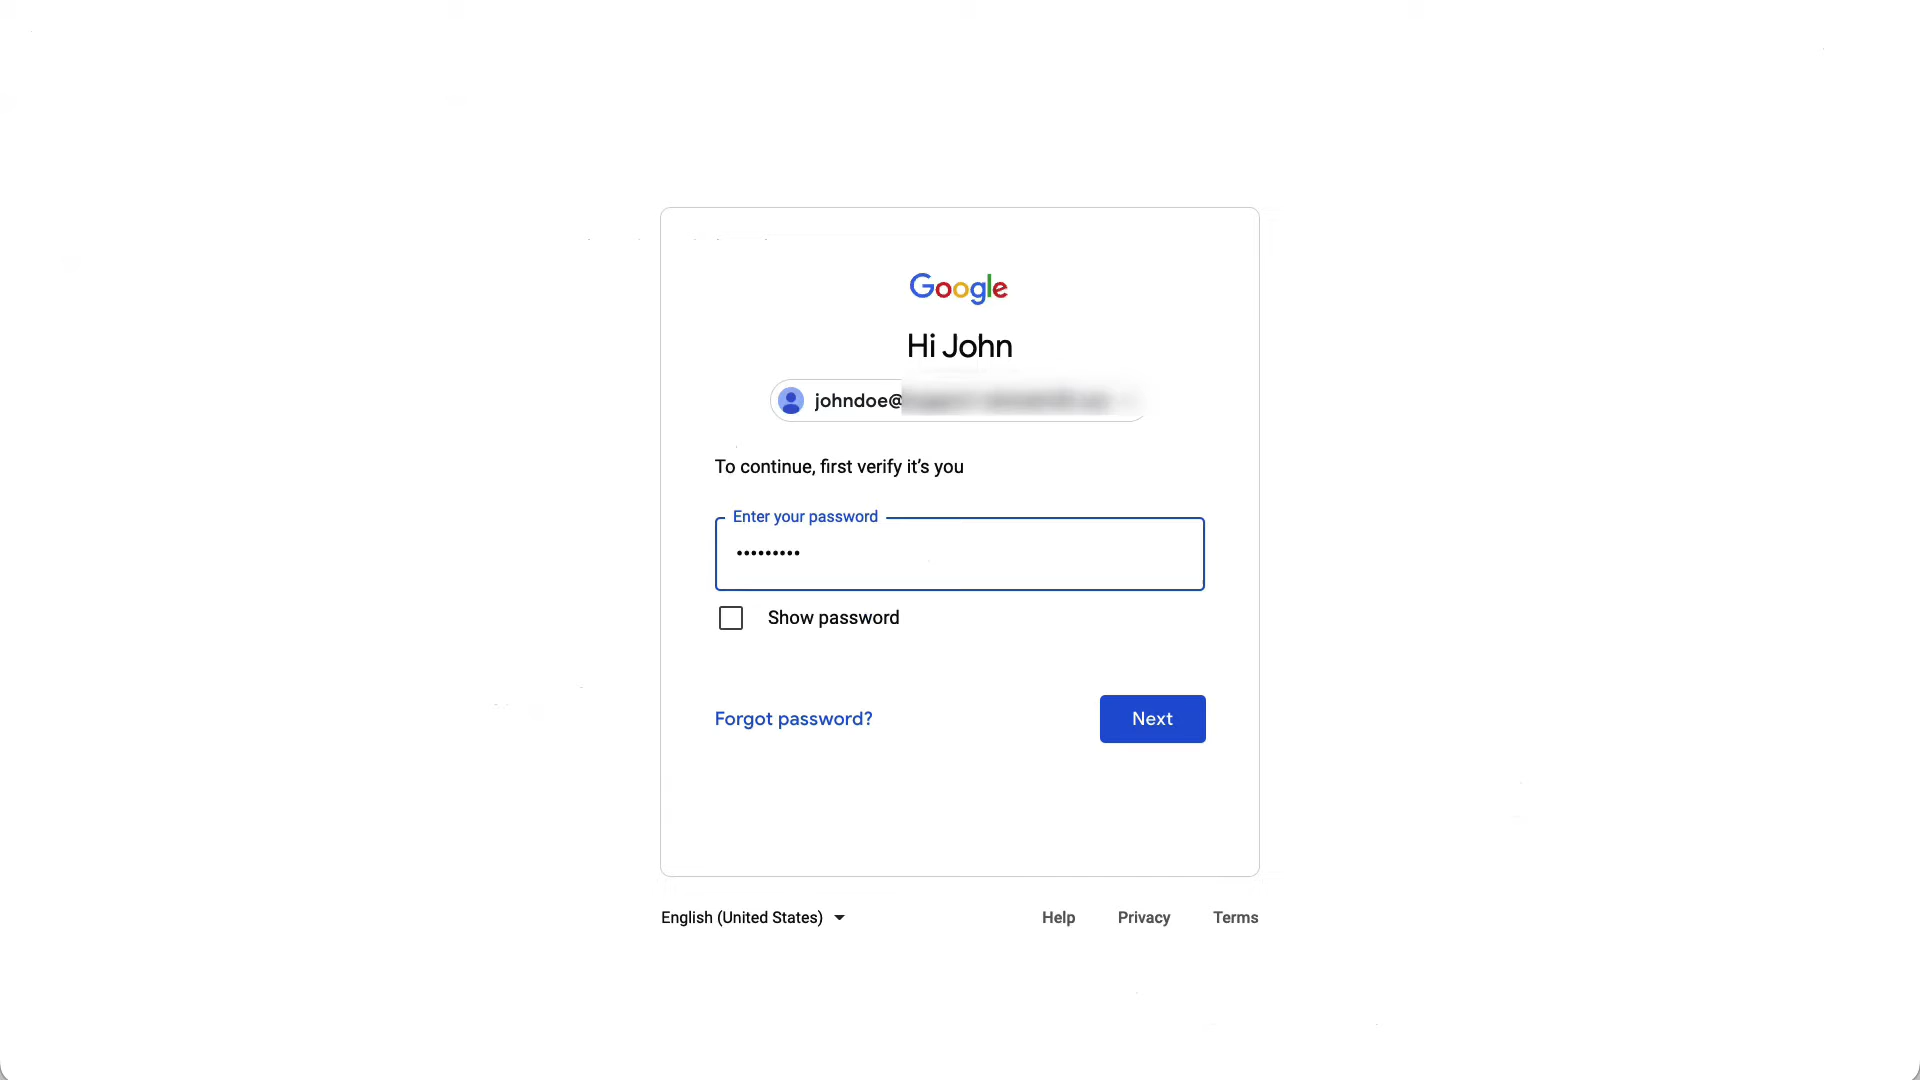 Google
Hi John
johndoe@
To continue, first verify it’s you
Enter your password
•••••••••
Show password
Forgot password?
Next
English (United States)
Help
Privacy
Terms